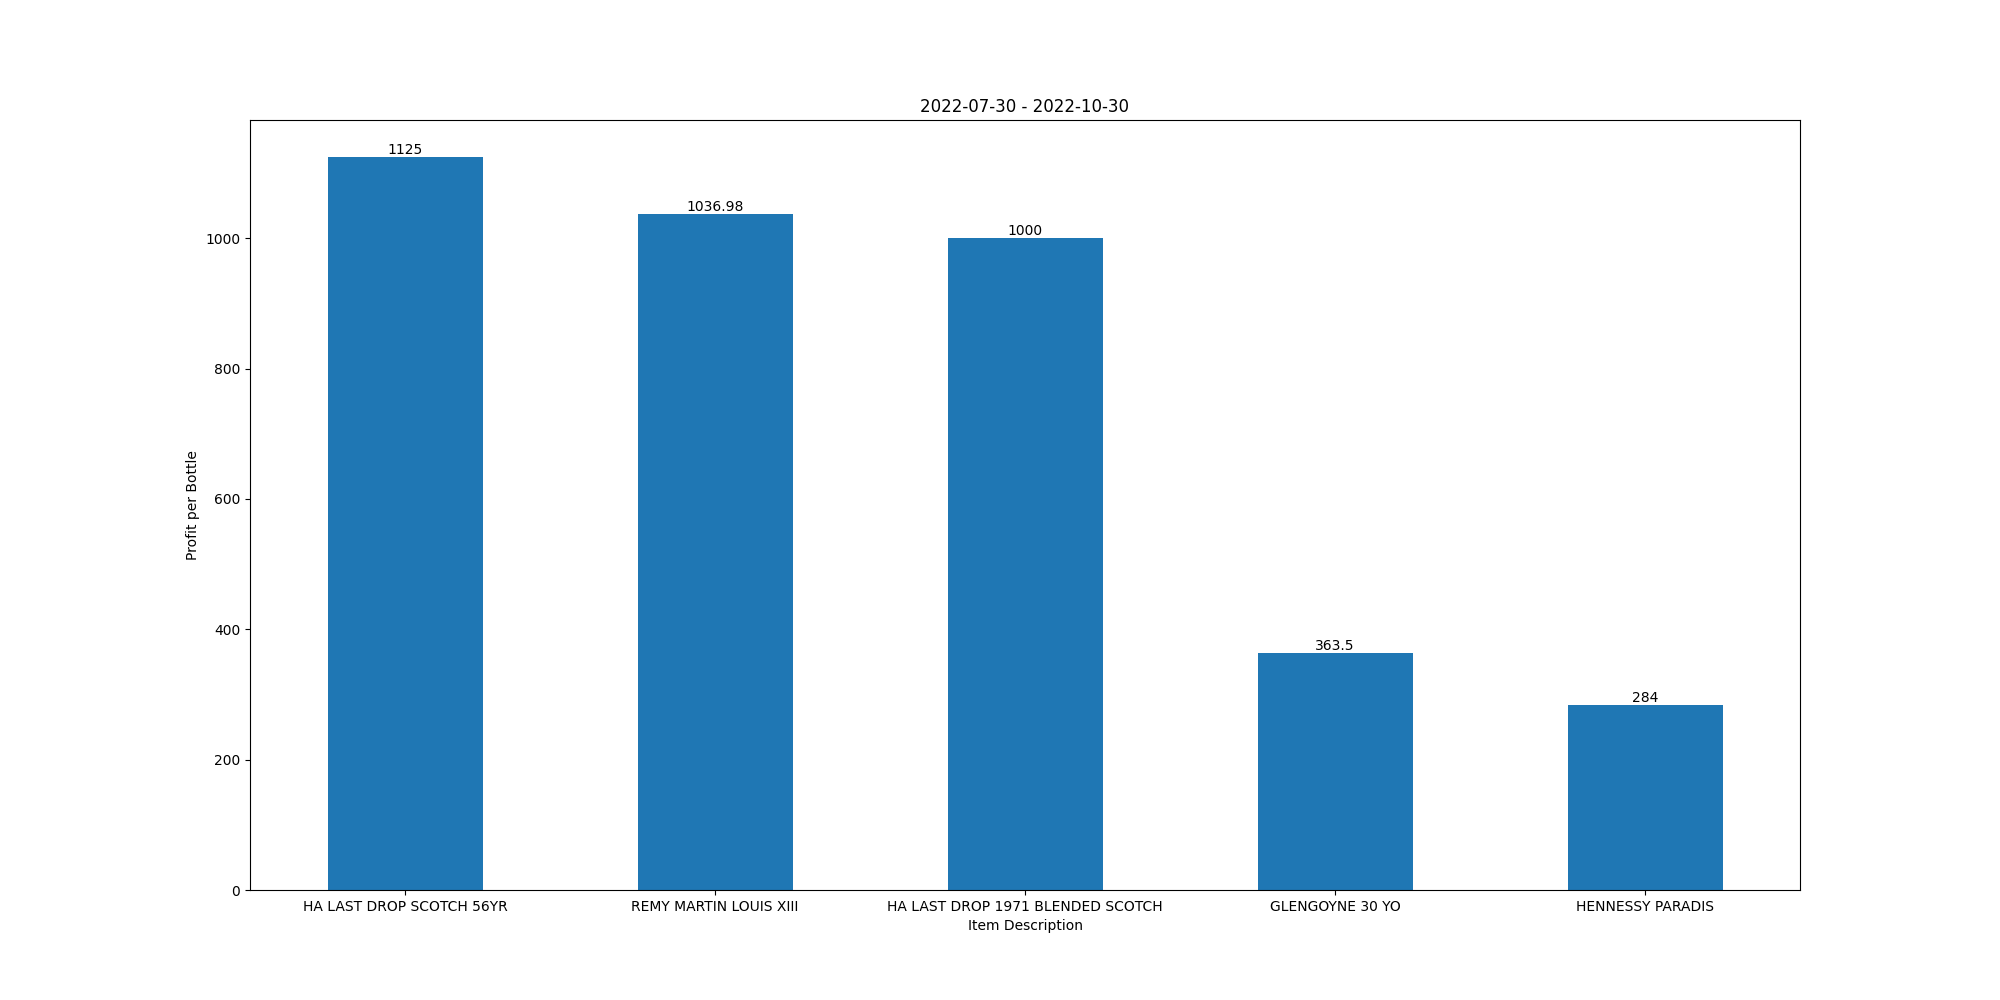 2022-07-30 - 2022-10-30
1125
1036.98
1000
363.5
284
1000
800
600
400
200
0
Profit per Bottle
HA LAST DROP SCOTCH 56YR
REMY MARTIN LOUIS XIII
HA LAST DROP 1971 BLENDED SCOTCH
GLENGOYNE 30 YO
HENNESSY PARADIS
Item Description